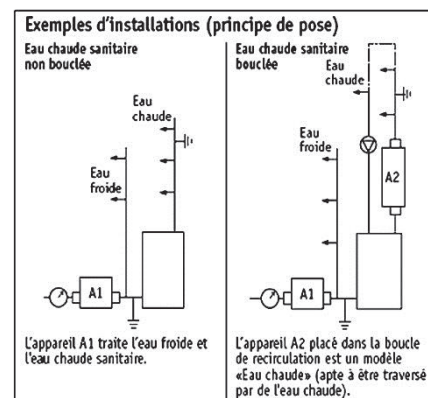 Exemples d'installations (principe de pose)
Eau chaude sanitaire
non bouclée
Eau
chaude
Eau
froide
A1
L'appareil A1 traite l'eau froide et
l'eau chaude sanitaire.
Eau chaude sanitaire
bouclée
Eau
chaude
Eau
froide
A2
A1
L'appareil A2 placé dans la boucle
de recirculation est un modèle
«Eau chaude» (apte à être traversé
par de l'eau chaude).